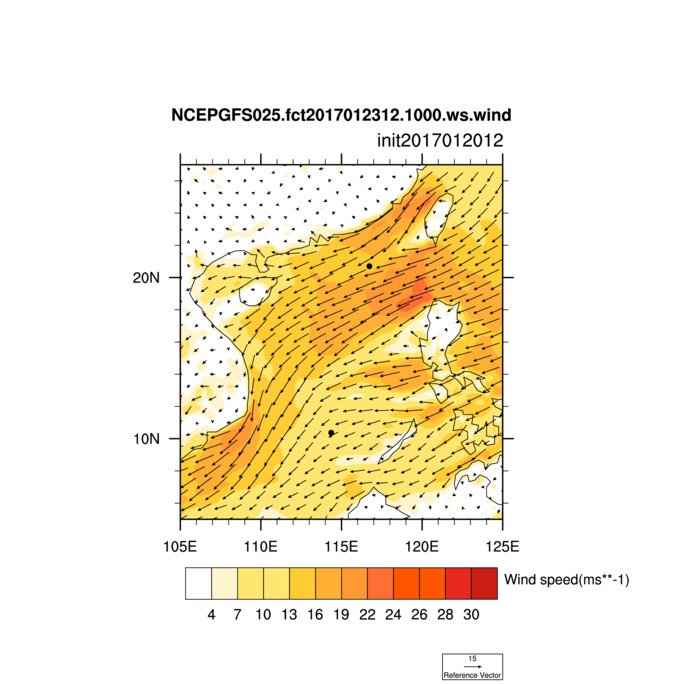 NCEPGFS025.fct2017012312.1000.ws.wind
init2017012012
20N
10N
105E 110E 115E 120E 125E
Wind speed(ms**-1)
4 7 10 13 16 19 22 24 26 28 30
15
Reference Vector